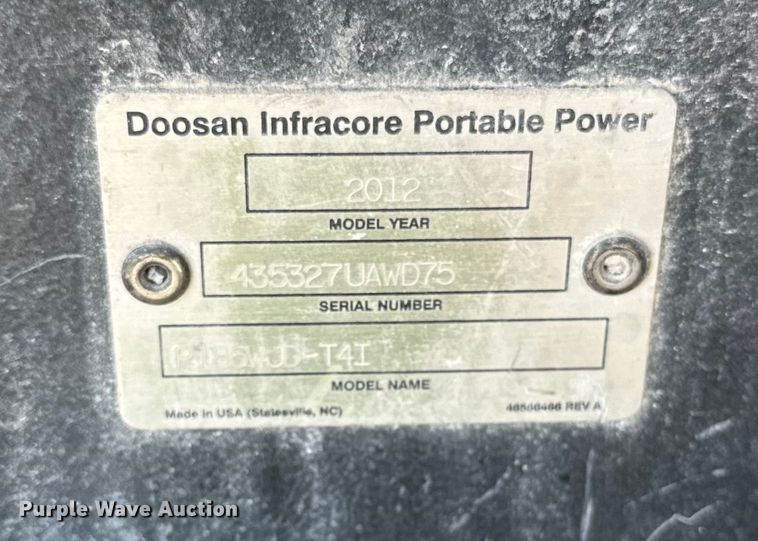 Doosan Infracore Portable Power
2012
MODEL YEAR
435327UAWD75
SERIAL NUMBER
MODEL NAME
Made in USA (Statesville, NC)
46566466 REV A
Purple Wave Auction